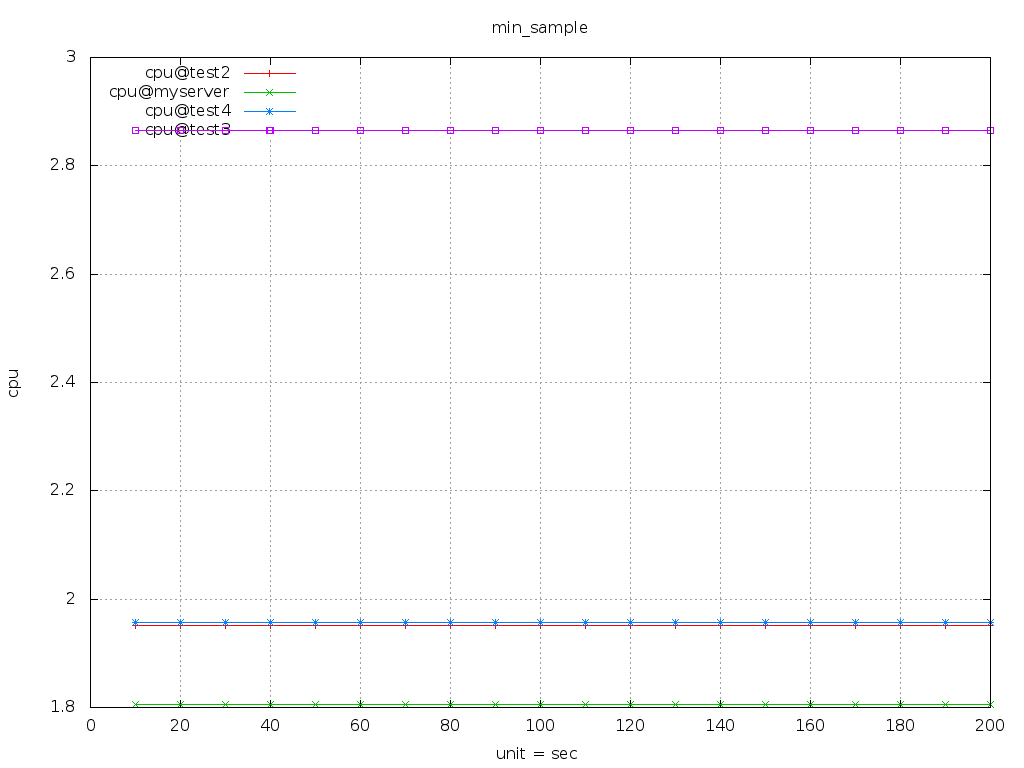 min_sample
3
cpu@test2
cpu@myserver
cpu@test4
cpu@test3
2.8
2.6
2.4
cpu
2.2
2
1.8
0 20 40 60 80 100 120 140 160 180 200
unit = sec